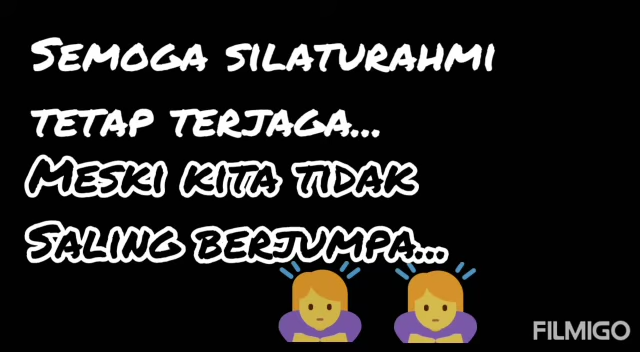 Semoga silaturahmi
tetap terjaga...
Meski kita tidak
Saling berjumpa...
FILMIGO